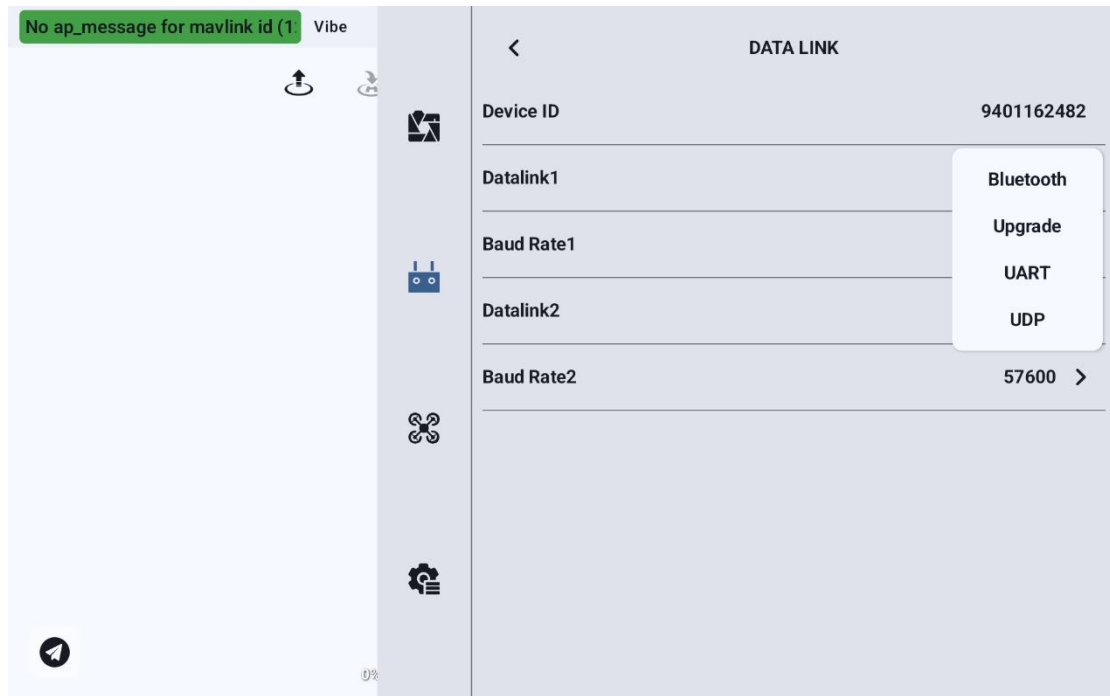 No ap_message for mavlink id (1
Vibe
DATA LINK
Device ID
9401162482
Datalink1
Bluetooth
Upgrade
Baud Rate1
UART
Datalink2
UDP
Baud Rate2
57600
0%